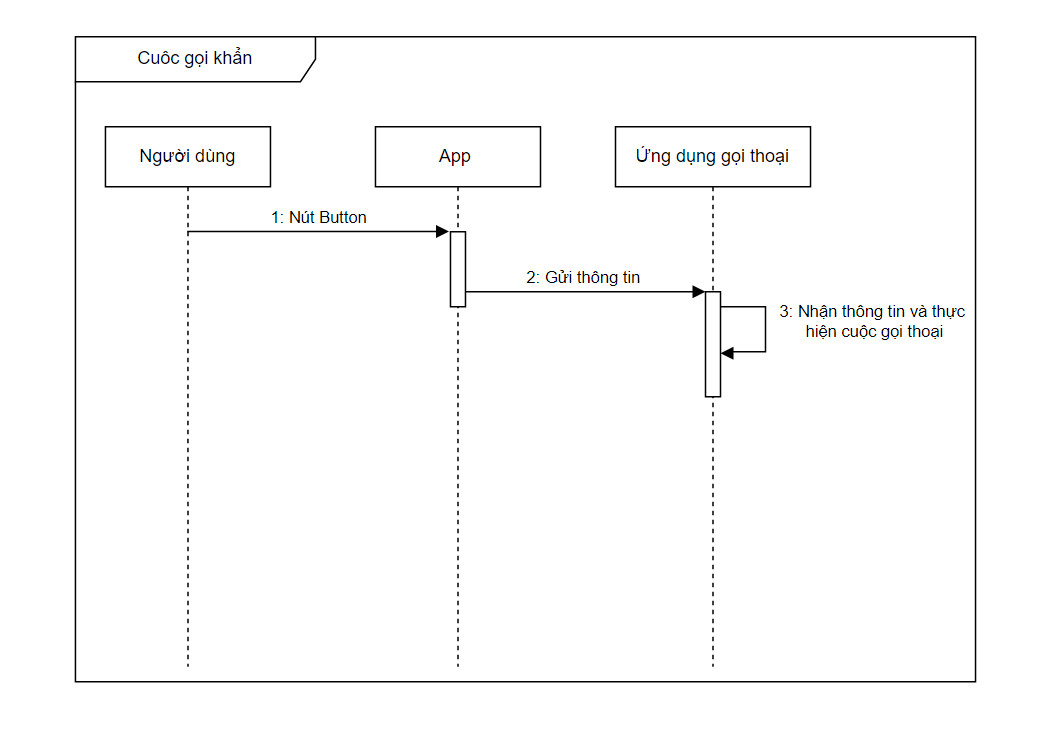 Cuôc gọi khẩn
Người dùng
App
Ứng dụng gọi thoại
1: Nút Button
2: Gửi thông tin
3: Nhận thông tin và thực
hiện cuộc gọi thoại